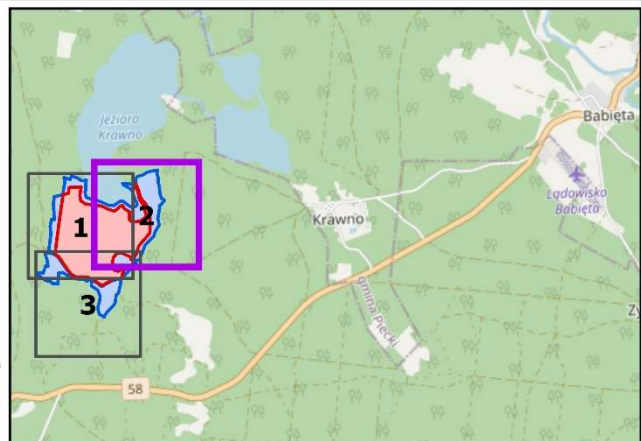 Jezioro
Krawno
Babięta
Lądowisko
Babięta
1
2
Krawno
3
gmina Piecki
58